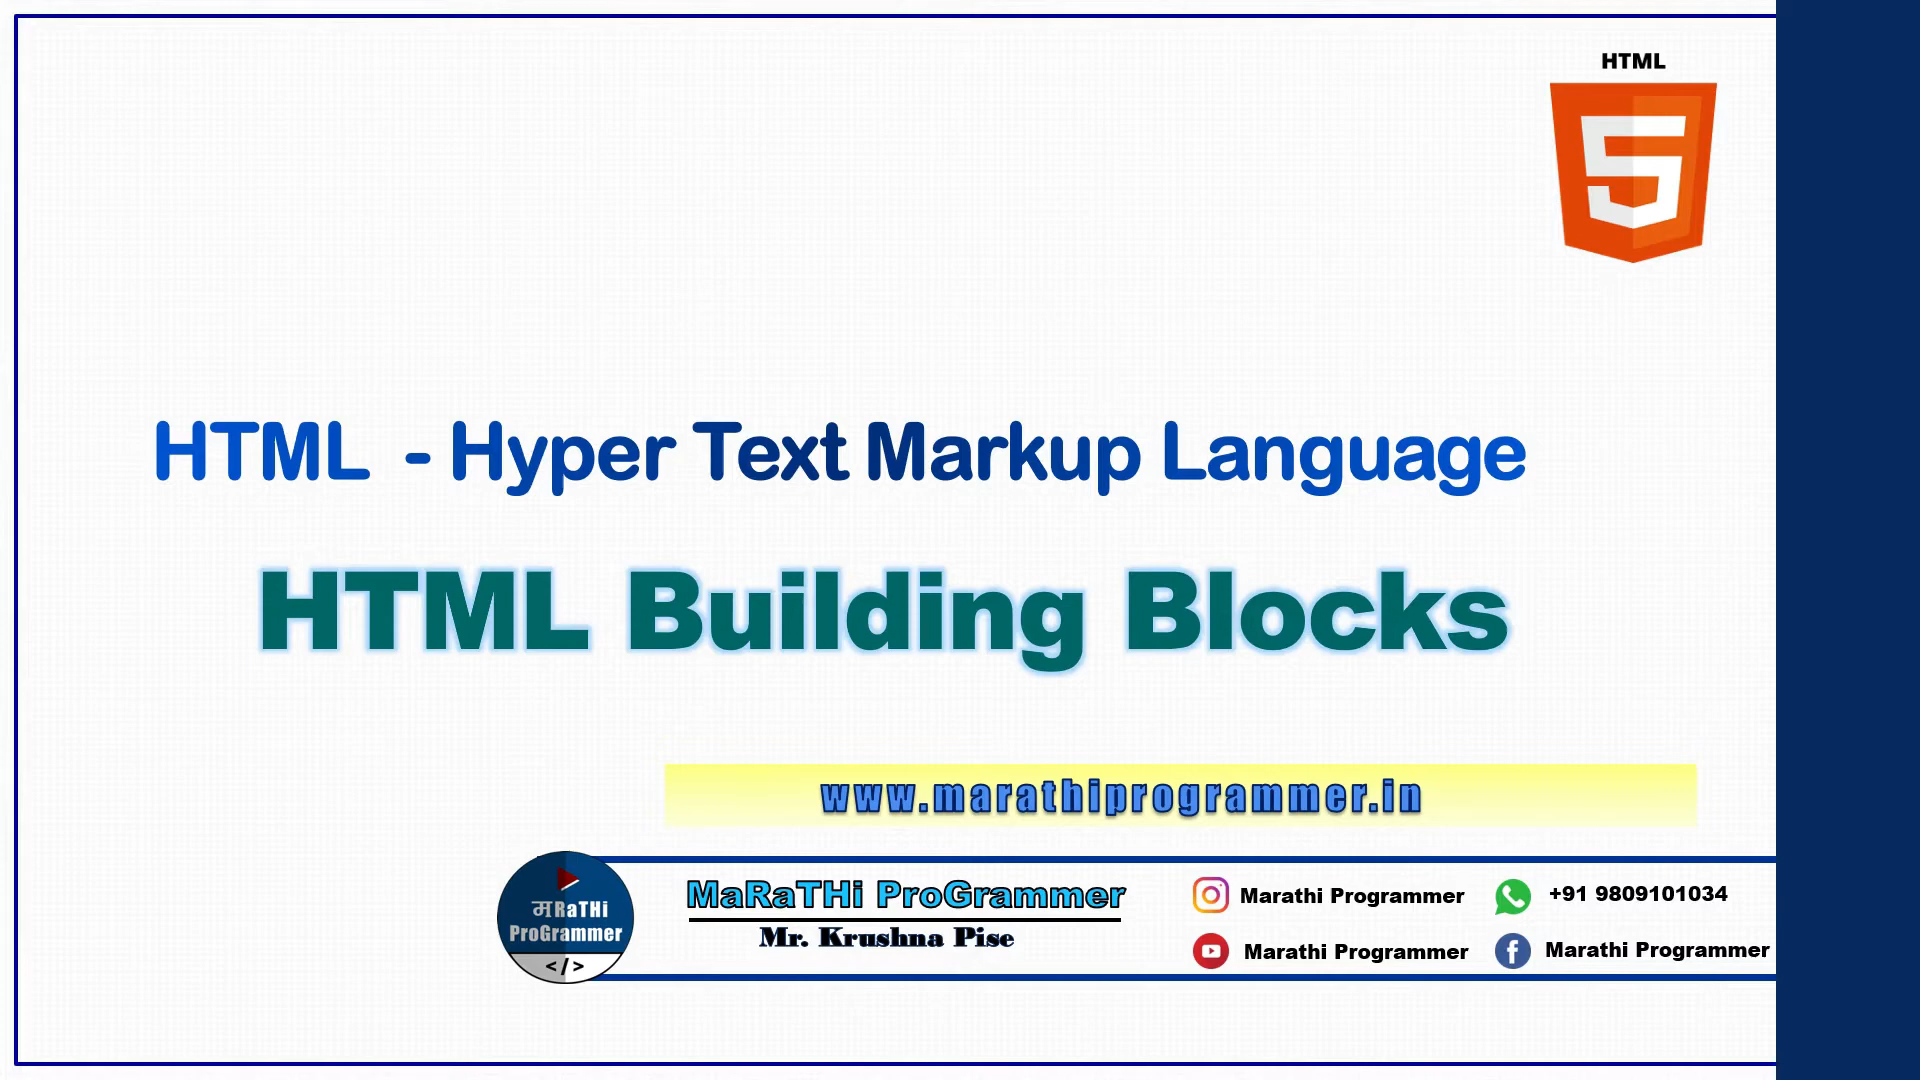 HTML
5
HTML - Hyper Text Markup Language
HTML Building Blocks
www.marathiprogrammer.in
मRaTHi
ProGrammer
</>
MaRaTHi ProGrammer
Mr. Krushna Pise
Marathi Programmer
+91 9809101034
Marathi Programmer
Marathi Programmer